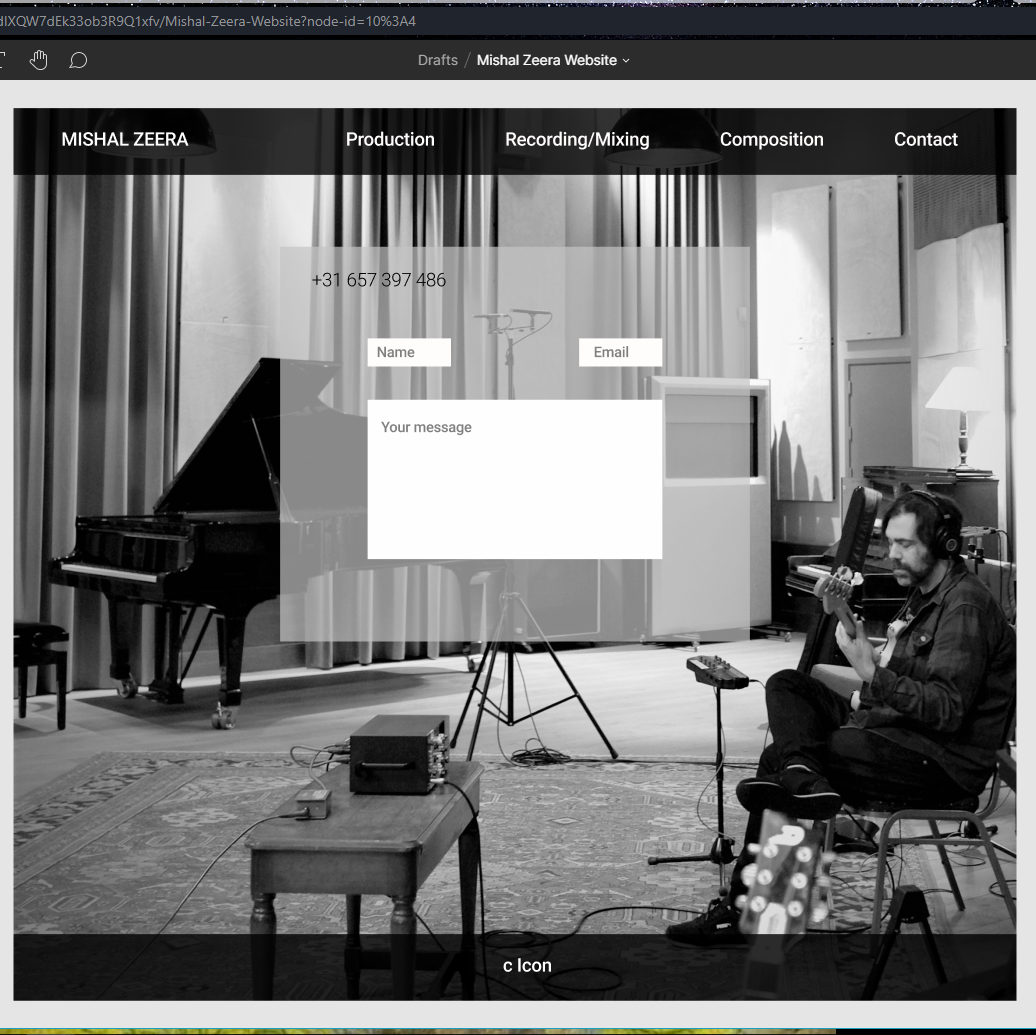 dIXQW7dEk33ob3R9Q1xfv/Mishal-Zeera-Website?node-id=10%3A4
Drafts / Mishal Zeera Website
MISHAL ZEERA Production Recording/Mixing Composition Contact
+31 657 397 486
Name Email
Your message
c Icon